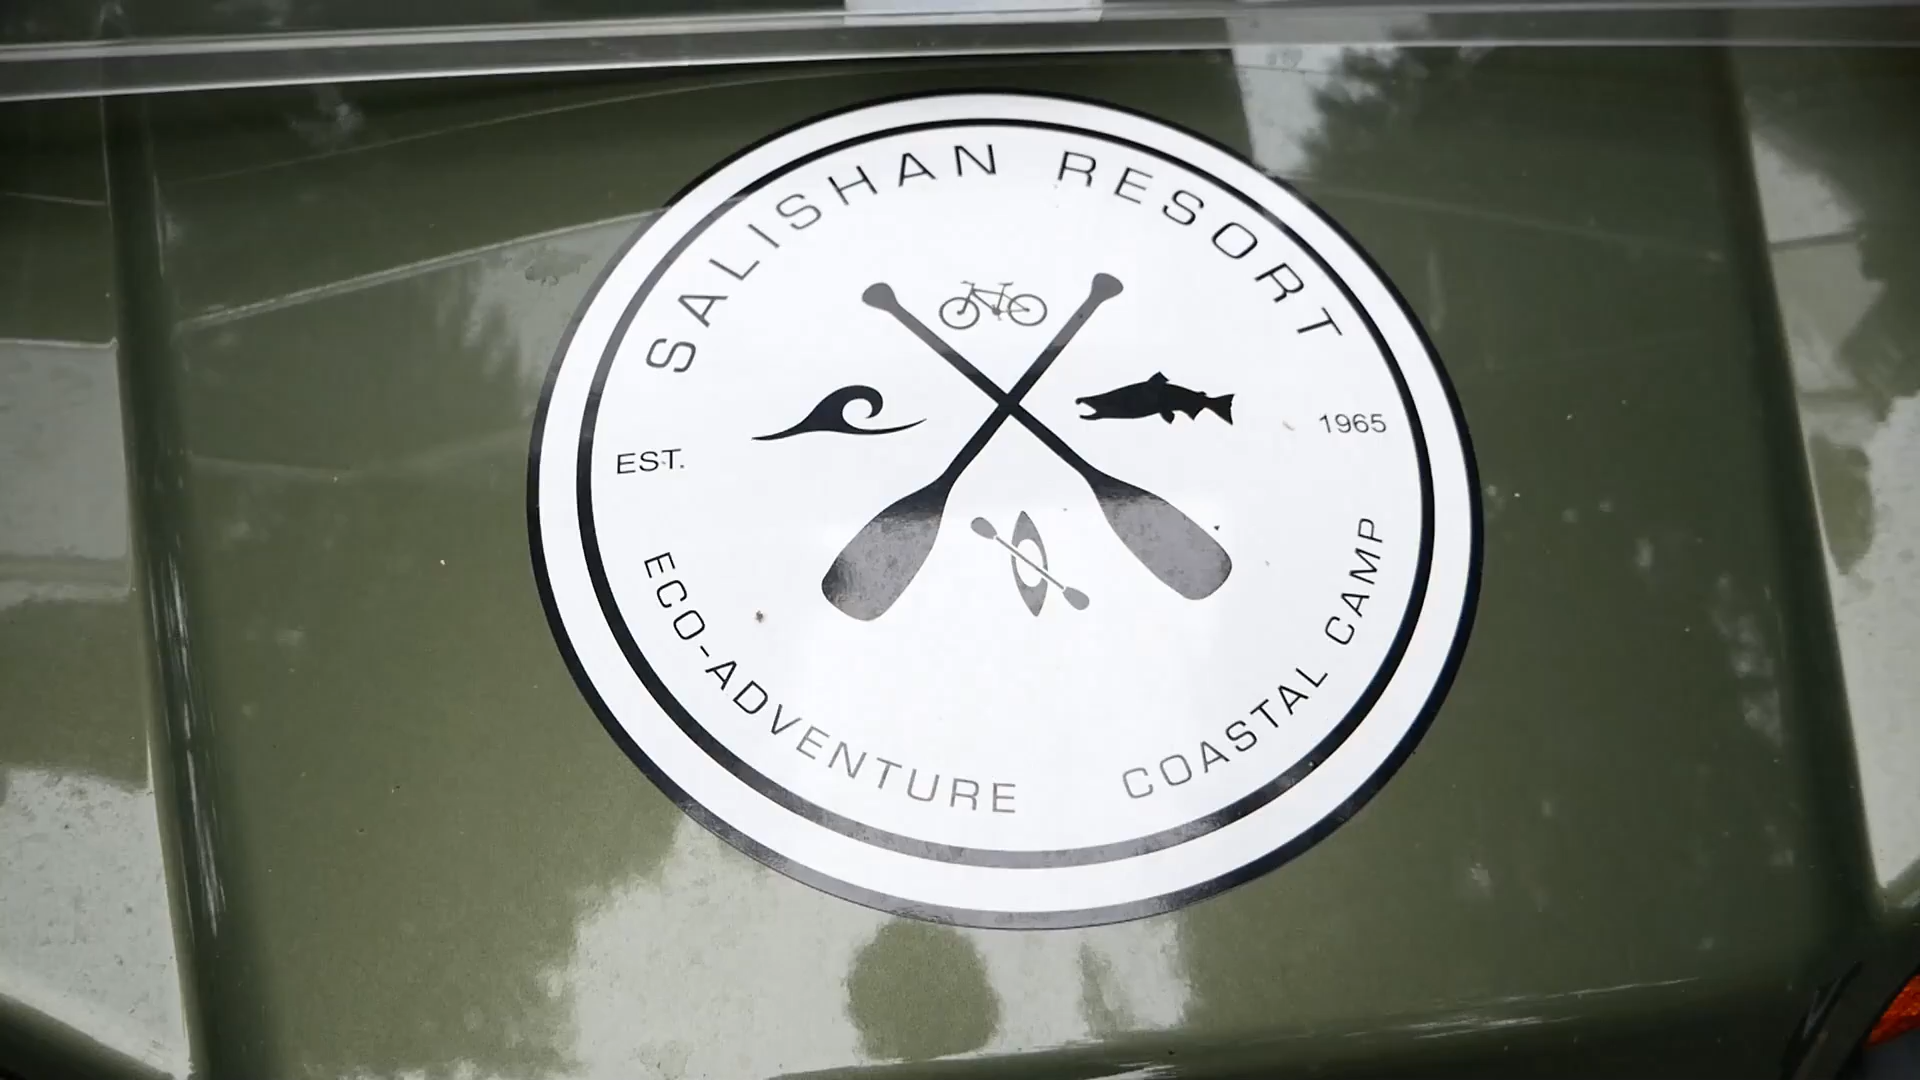 SALISHAN RESORT
EST.
1965
ECO-ADVENTURE
COASTAL CAMP